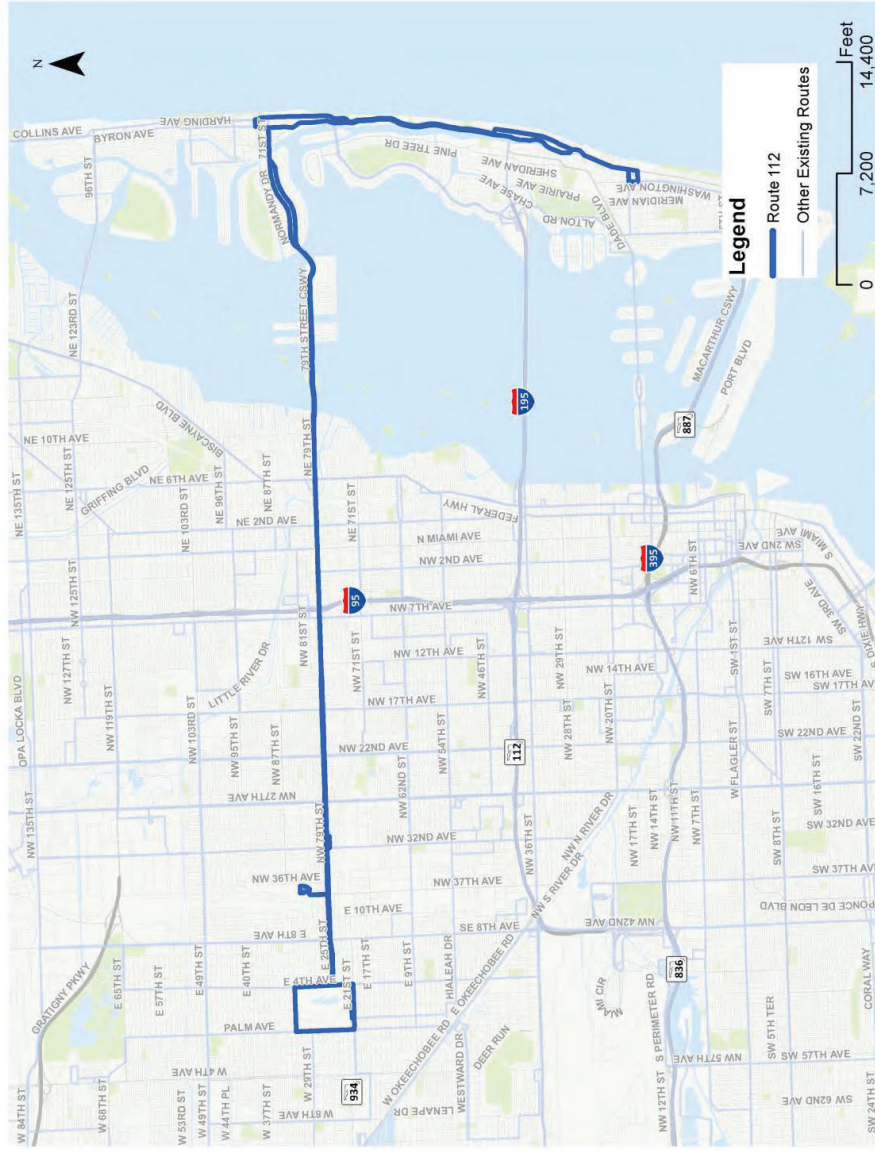 N
COLLINS AVE
BYRON AVE
HARDING AVE
96TH ST
71ST ST
NORMANDY DR
79TH STREET CSWY
PINE TREE DR
SHERIDAN AVE
PRAIRIE AVE
CHASE AVE
ALTON RD
DADE BLVD
MERIDIAN AVE
WASHINGTON AVE
5TH ST
MACARTHUR CSWY
PORT BLVD
887
195
395
95
112
836
934
NE 135TH ST
NE 125TH ST
NE 123RD ST
GRIFFING BLVD
NE 10TH AVE
BISCAYNE BLVD
NE 6TH AVE
NE 103RD ST
NE 96TH ST
NE 87TH ST
NE 2ND AVE
NE 79TH ST
NE 71ST ST
FEDERAL HWY
N MIAMI AVE
NW 2ND AVE
NW 7TH AVE
NW 125TH ST
NW 127TH ST
NW 119TH ST
OPA LOCKA BLVD
NW 135TH ST
LITTLE RIVER DR
NW 81ST ST
NW 103RD ST
NW 95TH ST
NW 87TH ST
NW 71ST ST
NW 12TH AVE
NW 17TH AVE
NW 22ND AVE
NW 62ND ST
NW 54TH ST
NW 46TH ST
NW 27TH AVE
NW 79TH ST
NW 32ND AVE
NW 36TH AVE
NW 37TH AVE
NW 36TH ST
NW 29TH ST
NW 28TH ST
NW 20TH ST
NW 14TH AVE
NW 6TH ST
SW 2ND AVE
S MIAMI AVE
SW 3RD AVE
S DIXIE HWY
SW 12TH AVE
SW 1ST ST
SW 7TH ST
SW 16TH AVE
SW 17TH AVE
SW 22ND AVE
SW 22ND ST
W FLAGLER ST
SW 16TH ST
SW 32ND AVE
SW 8TH ST
SW 37TH AVE
NW 17TH ST
NW 14TH ST
NW 11TH ST
NW 7TH ST
NW N RIVER DR
NW S RIVER DR
NW 42ND AVE
PONCE DE LEON BLVD
E 10TH AVE
E 8TH AVE
SE 8TH AVE
E 25TH ST
E 4TH AVE
E 21ST ST
E 17TH ST
E 9TH ST
HIALEAH DR
E OKEECHOBEE RD
W OKEECHOBEE RD
E 65TH ST
E 57TH ST
E 49TH ST
E 40TH ST
GRATIGNY PKWY
PALM AVE
W 4TH AVE
W 29TH ST
W 8TH AVE
W 84TH ST
W 68TH ST
W 53RD ST
W 49TH ST
W 44TH PL
W 37TH ST
LENAPE DR
WESTWARD DR
DEER RUN
MIAMI CIR
S PERIMETER RD
NW 12TH ST
NW 57TH AVE
SW 5TH TER
SW 57TH AVE
SW 62ND AVE
CORAL WAY
SW 24TH ST
Legend
Route 112
Other Existing Routes
Feet
0 7,200 14,400